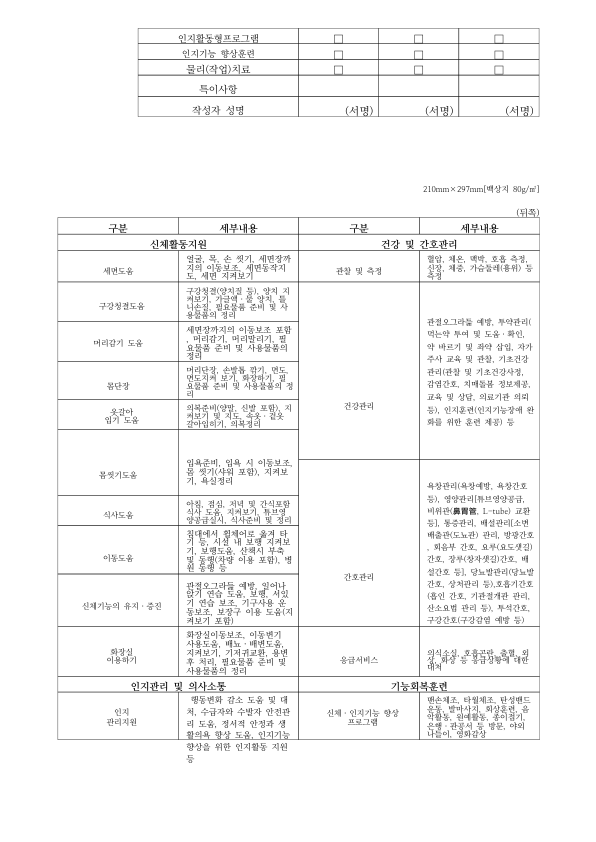 인지활동형프로그램 □ □ □
인지기능 향상훈련 □ □ □
물리(작업)치료 □ □ □
특이사항
작성자 성명 (서명) (서명) (서명)
210mm×297mm[백상지 80g/㎡]
(뒤쪽)
구분 세부내용 구분 세부내용
신체활동지원 건강 및 간호관리
세면도움
얼굴, 목, 손 씻기, 세면장까
지의 이동보조, 세면동작지
도, 세면 지켜보기
관찰 및 측정
혈압, 체온, 맥박, 호흡 측정,
신장, 체중, 가슴둘레(흉위) 등
측정
구강청결도움
구강청결(양치질 등), 양치 지
켜보기, 가글액ㆍ물 양치, 틀
니손질, 필요물품 준비 및 사
용물품의 정리
머리감기 도움
세면장까지의 이동보조 포함
, 머리감기, 머리말리기, 필
요물품 준비 및 사용물품의
정리
몸단장
머리단장, 손발톱 깎기, 면도,
면도지켜 보기, 화장하기, 필
요물품 준비 및 사용물품의 정
리
옷갈아
입기 도움
의복준비(양말, 신발 포함), 지
켜보기 및 지도, 속옷ㆍ겉옷
갈아입히기, 의복정리
건강관리
관절오그라듦 예방, 투약관리(
먹는약 투여 및 도움ㆍ확인,
약 바르기 및 좌약 삽입, 자가
주사 교육 및 관찰, 기초건강
관리(관찰 및 기초건강사정,
감염간호, 치매돌봄 정보제공,
교육 및 상담, 의료기관 의뢰
등), 인지훈련(인지기능장애 완
화를 위한 훈련 제공) 등
몸씻기도움
입욕준비, 입욕 시 이동보조,
몸 씻기(샤워 포함), 지켜보
기, 욕실정리
식사도움
아침, 점심, 저녁 및 간식포함
식사 도움, 지켜보기, 튜브영
양공급실시, 식사준비 및 정리
이동도움
침대에서 휠체어로 옮겨 타
기 등, 시설 내 보행 지켜보
기, 보행도움, 산책시 부축
및 동행(차량 이용 포함), 병
원 동행 등
신체기능의 유지ㆍ증진
관절오그라듦 예방, 일어나
앉기 연습 도움, 보행, 서있
기 연습 보조, 기구사용 운
동보조, 보장구 이용 도움(지
켜보기 포함)
간호관리
욕창관리(욕창예방, 욕창간호
등), 영양관리[튜브영양공급,
비위관(鼻胃管, L-tube) 교환
등], 통증관리, 배설관리[소변
배출관(도뇨관) 관리, 방광간호
, 회음부 간호, 요루(요도샛길)
간호, 장루(창자샛길)간호, 배
설간호 등], 당뇨발관리(당뇨발
간호, 상처관리 등),호흡기간호
(흡인 간호, 기관절개관 관리,
산소요법 관리 등), 투석간호,
구강간호(구강감염 예방 등)
화장실
이용하기
화장실이동보조, 이동변기
사용도움, 배뇨ㆍ배변도움,
지켜보기, 기저귀교환, 용변
후 처리, 필요물품 준비 및
사용물품의 정리
응급서비스
의식소실, 호흡곤란, 출혈, 외
상, 화상 등 응급상황에 대한
대처
인지관리 및 의사소통 기능회복훈련
인지
관리지원
행동변화 감소 도움 및 대
처, 수급자와 수발자 안전관
리 도움, 정서적 안정과 생
활의욕 향상 도움, 인지기능
향상을 위한 인지활동 지원
등
신체ㆍ인지기능 향상
프로그램
맨손체조, 타월체조, 탄성밴드
운동, 발마사지, 회상훈련, 음
악활동, 원예활동, 종이접기,
은행ㆍ관공서 등 방문, 야외
나들이, 영화감상